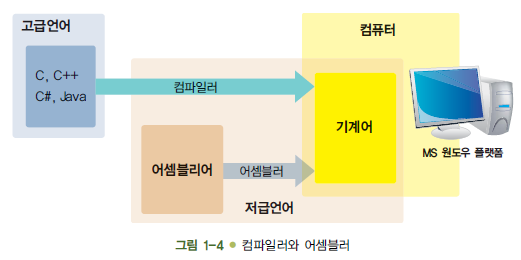 고급언어
컴퓨터
C, C++
C#, Java
컴파일러
기계어
MS 윈도우 플랫폼
어셈블리어
어셈블러
저급언어
그림 1-4 ● 컴파일러와 어셈블러